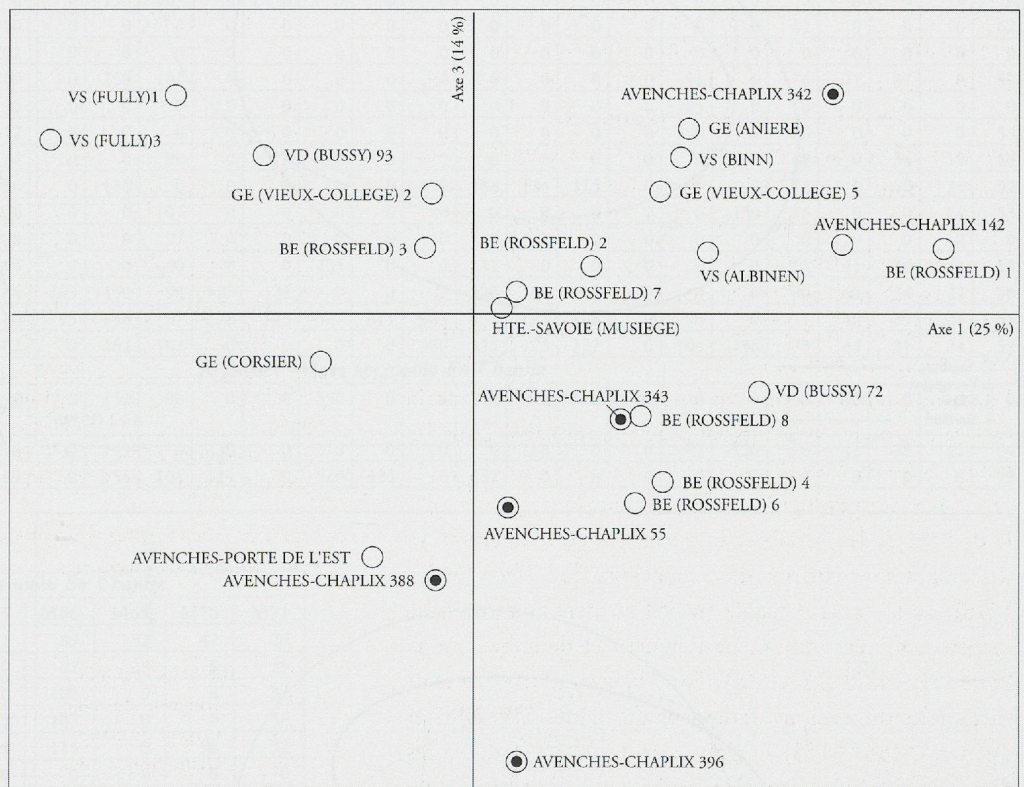 Axe 3 (14 %)
VS (FULLY)1
AVENCHES-CHAPLIX 342
GE (ANIERE)
VS (FULLY)3
VD (BUSSY) 93
VS (BINN)
GE (VIEUX-COLLEGE) 2
GE (VIEUX-COLLEGE) 5
AVENCHES-CHAPLIX 142
BE (ROSSFELD) 2
BE (ROSSFELD) 3
VS (ALBINEN)
BE (ROSSFELD) 1
BE (ROSSFELD) 7
HTE.-SAVOIE (MUSIEGE)
Axe 1 (25 %)
GE (CORSIER)
VD (BUSSY) 72
AVENCHES-CHAPLIX 343
BE (ROSSFELD) 8
BE (ROSSFELD) 4
BE (ROSSFELD) 6
AVENCHES-CHAPLIX 55
AVENCHES-PORTE DE L'EST
AVENCHES-CHAPLIX 388
AVENCHES-CHAPLIX 396